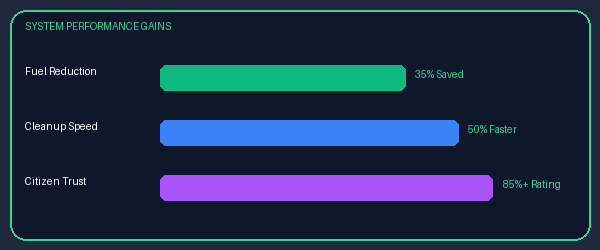 SYSTEM PERFORMANCE GAINS
Fuel Reduction 35% Saved
Cleanup Speed 50% Faster
Citizen Trust 85%+ Rating